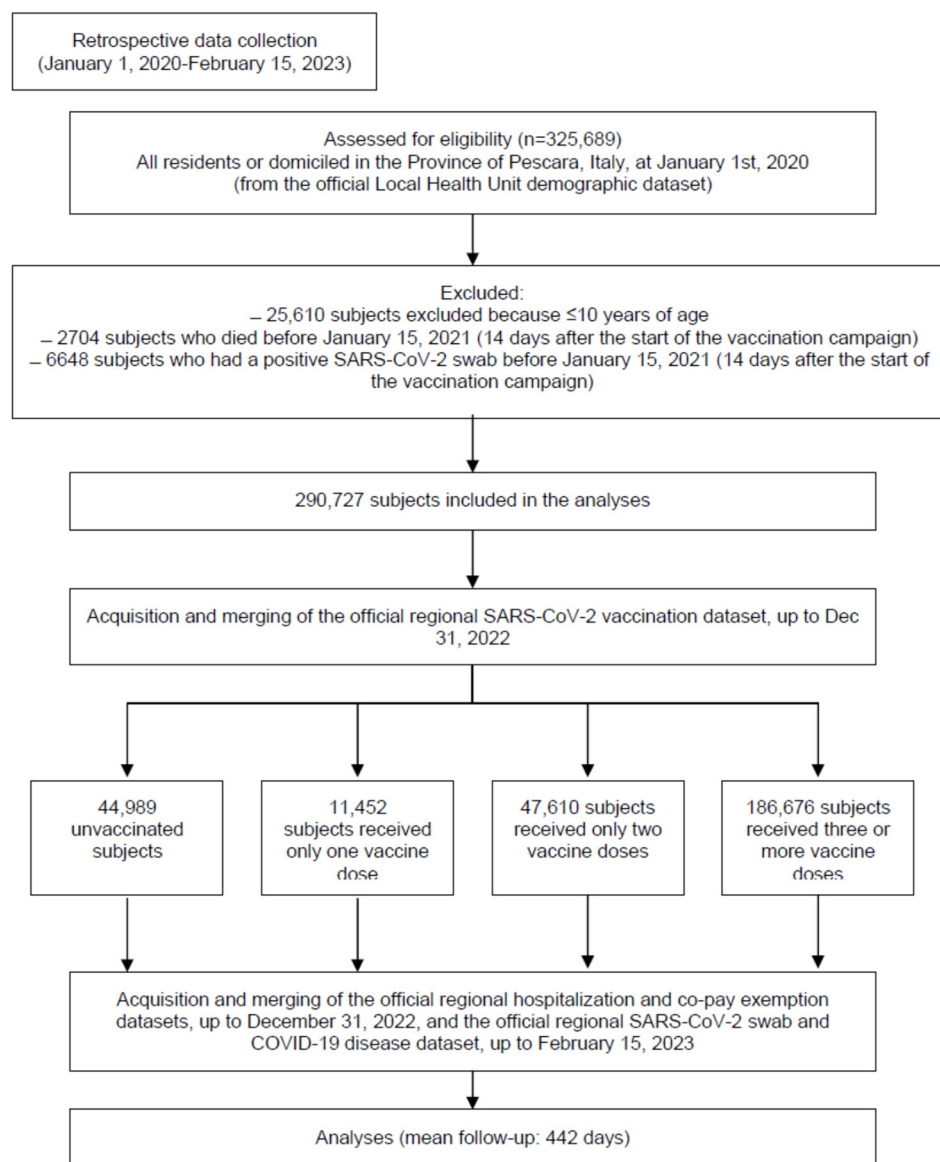 Retrospective data collection
(January 1, 2020-February 15, 2023)
Assessed for eligibility (n=325,689)
All residents or domiciled in the Province of Pescara, Italy, at January 1st, 2020
(from the official Local Health Unit demographic dataset)
Excluded:
– 25,610 subjects excluded because ≤10 years of age
– 2704 subjects who died before January 15, 2021 (14 days after the start of the vaccination campaign)
– 6648 subjects who had a positive SARS-CoV-2 swab before January 15, 2021 (14 days after the start of
the vaccination campaign)
290,727 subjects included in the analyses
Acquisition and merging of the official regional SARS-CoV-2 vaccination dataset, up to Dec
31, 2022
44,989
unvaccinated
subjects
11,452
subjects received
only one vaccine
dose
47,610 subjects
received only two
vaccine doses
186,676 subjects
received three or
more vaccine
doses
Acquisition and merging of the official regional hospitalization and co-pay exemption
datasets, up to December 31, 2022, and the official regional SARS-CoV-2 swab and
COVID-19 disease dataset, up to February 15, 2023
Analyses (mean follow-up: 442 days)